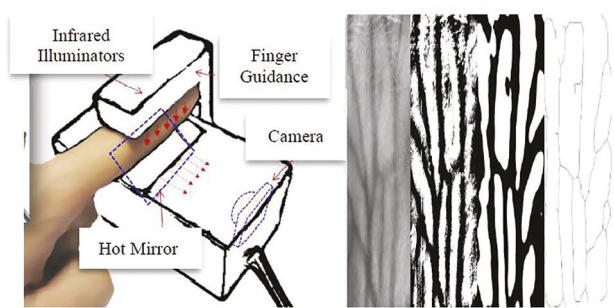 Infrared
Illuminators
Finger
Guidance
Camera
Hot Mirror